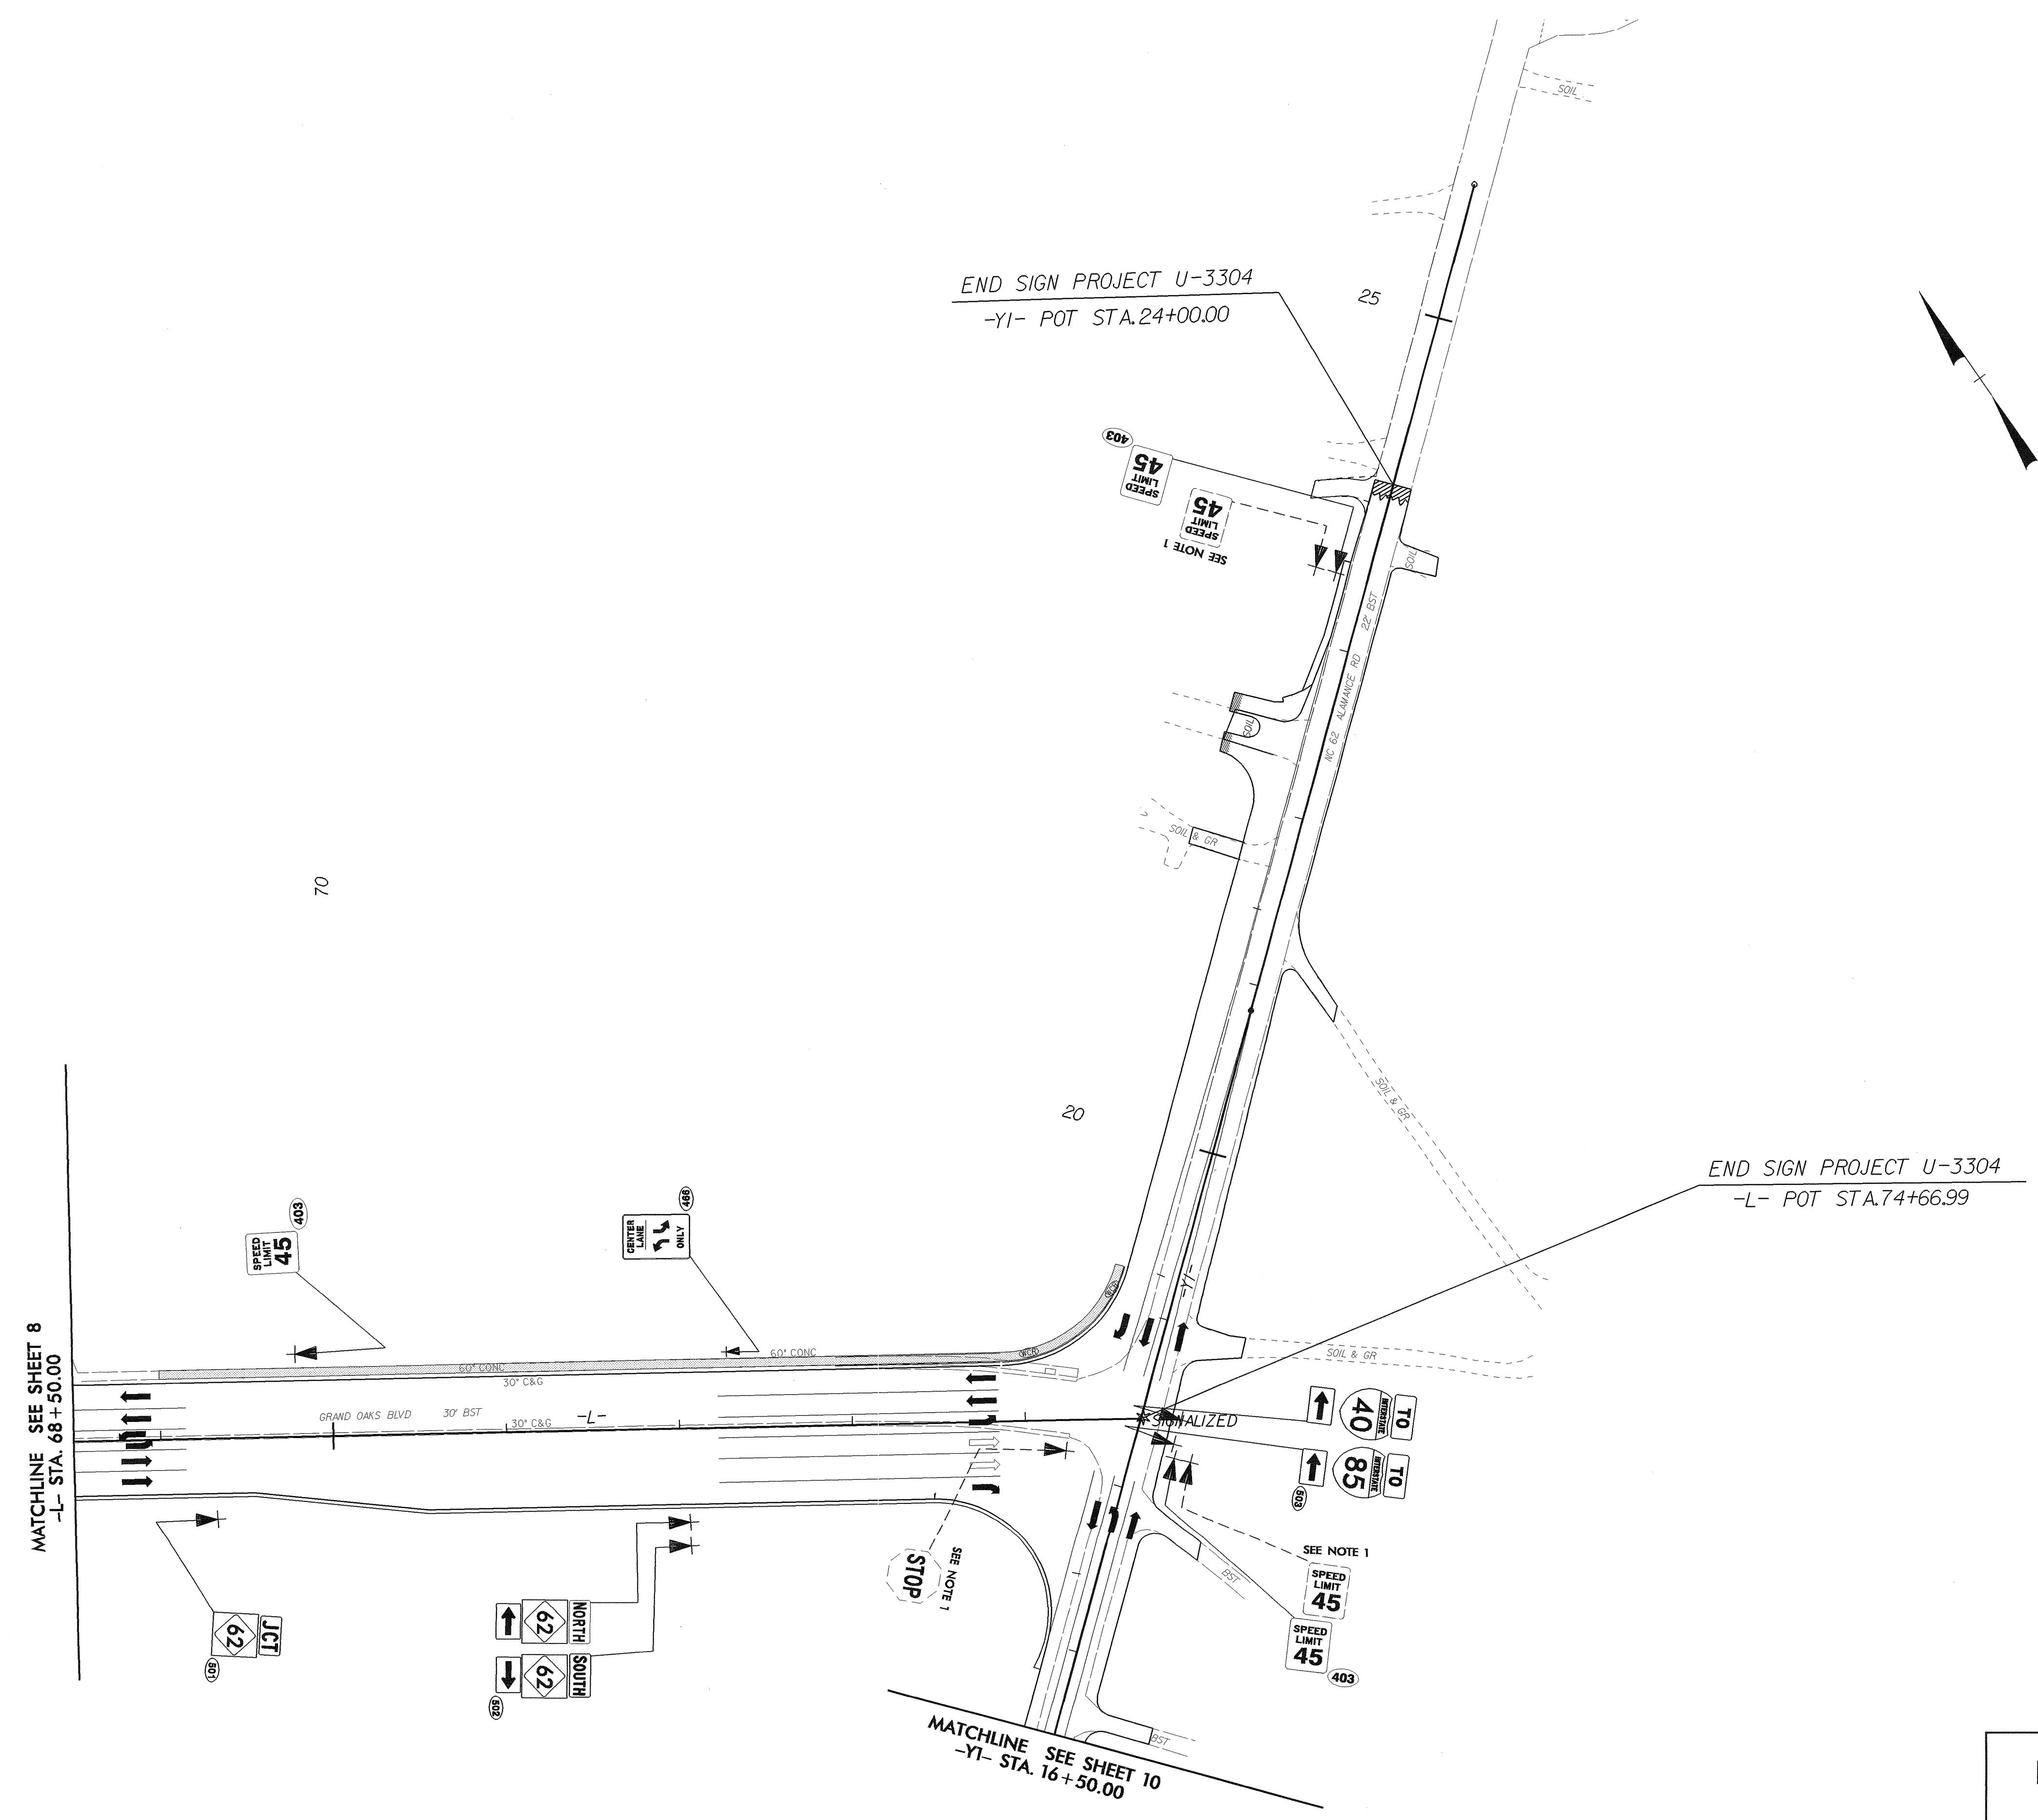 SOIL
END SIGN PROJECT U-3304
-Y1- POT STA. 24+00.00
25
403
SPEED
LIMIT
45
SPEED
LIMIT
45
SEE NOTE 1
SOIL
NC 62 ALAMANCE RD 22' BST
SOIL
SOIL & GR
70
20
SOIL & GR
END SIGN PROJECT U-3304
-L- POT STA. 74+66.99
-Y1-
403
SPEED
LIMIT
45
466
CENTER
LANE
ONLY
WCR
WCR
MATCHLINE SEE SHEET 8
-L- STA. 68+50.00
60" CONC
60" CONC
30" C&G
GRAND OAKS BLVD 30' BST
30" C&G
-L-
SOIL & GR
SIGNALIZED
TO
INTERSTATE
40
TO
INTERSTATE
85
503
SEE NOTE 1
SPEED
LIMIT
45
SPEED
LIMIT
45
403
BST
STOP
SEE NOTE 1
JCT
62
501
NORTH
62
SOUTH
62
502
BST
MATCHLINE SEE SHEET 10
-Y1- STA. 16+50.00